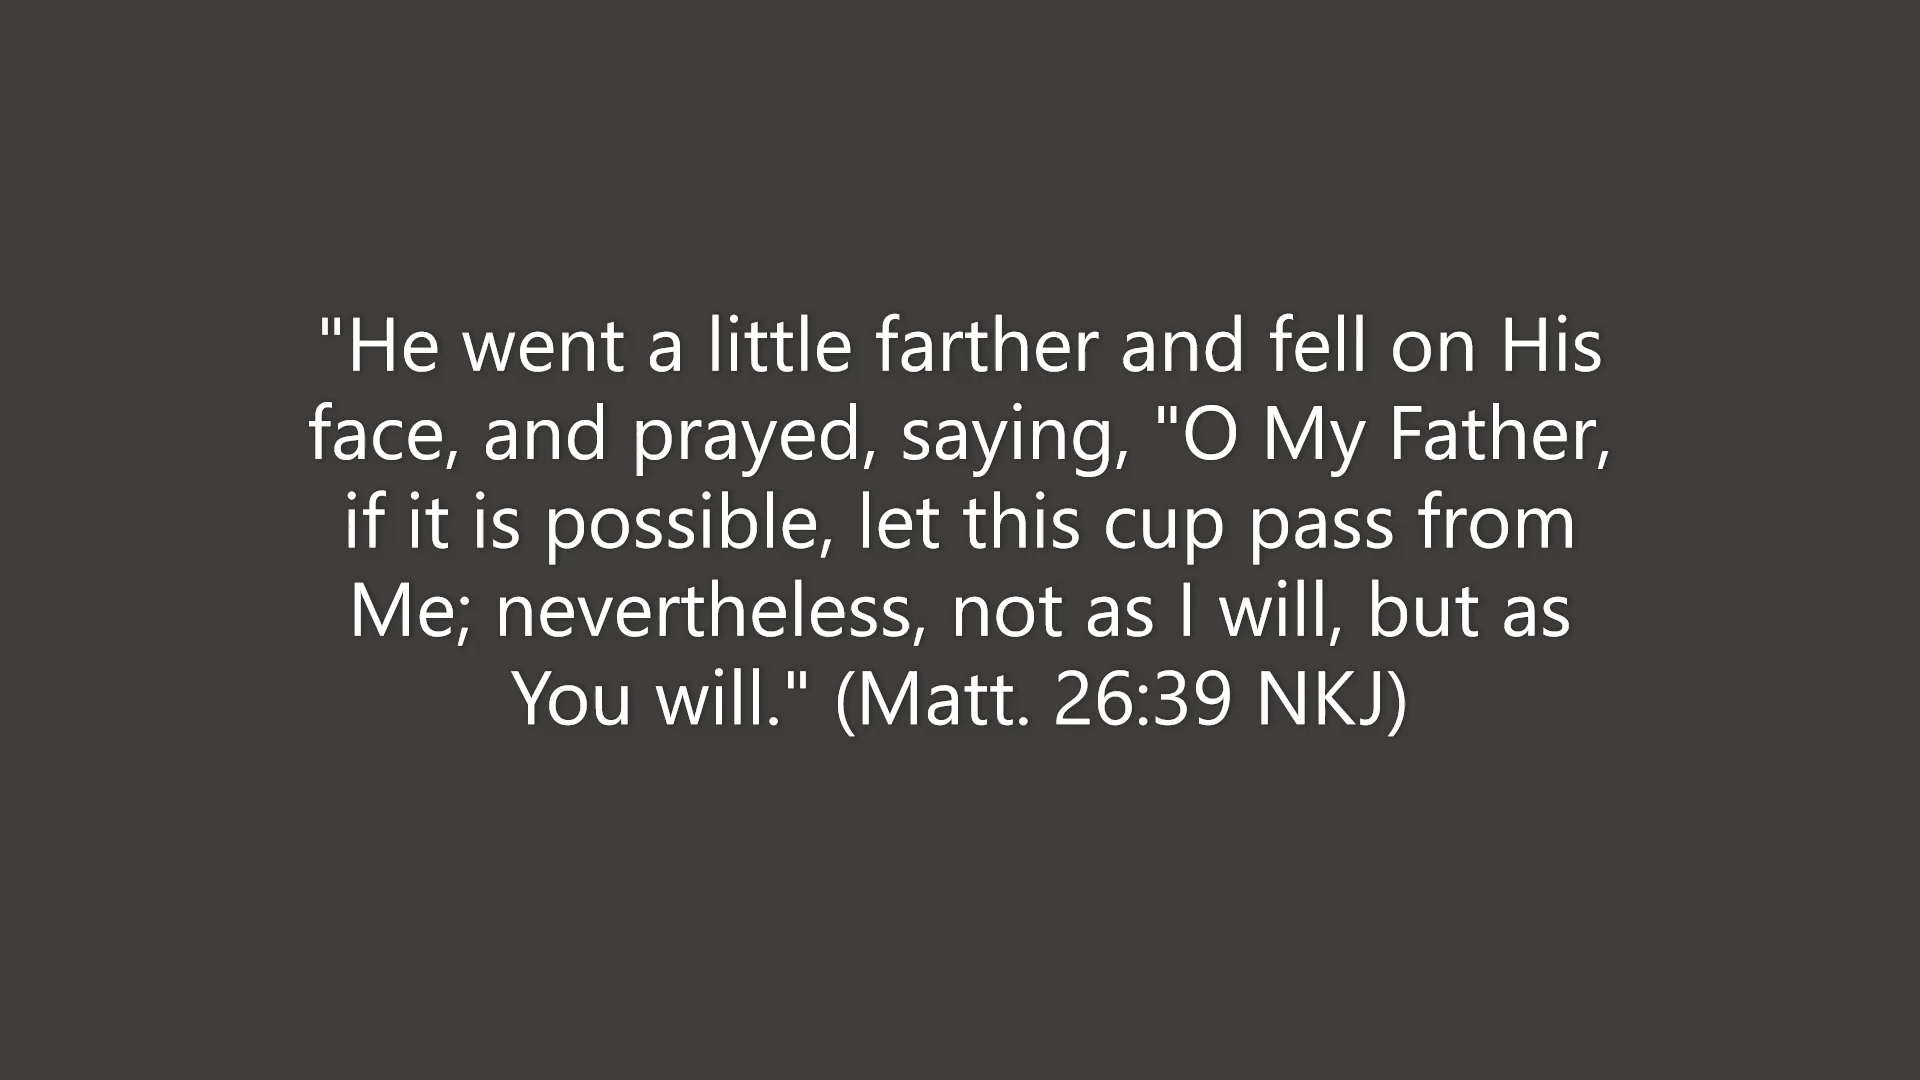 "He went a little farther and fell on His
face, and prayed, saying, "O My Father,
if it is possible, let this cup pass from
Me; nevertheless, not as I will, but as
You will." (Matt. 26:39 NKJ)